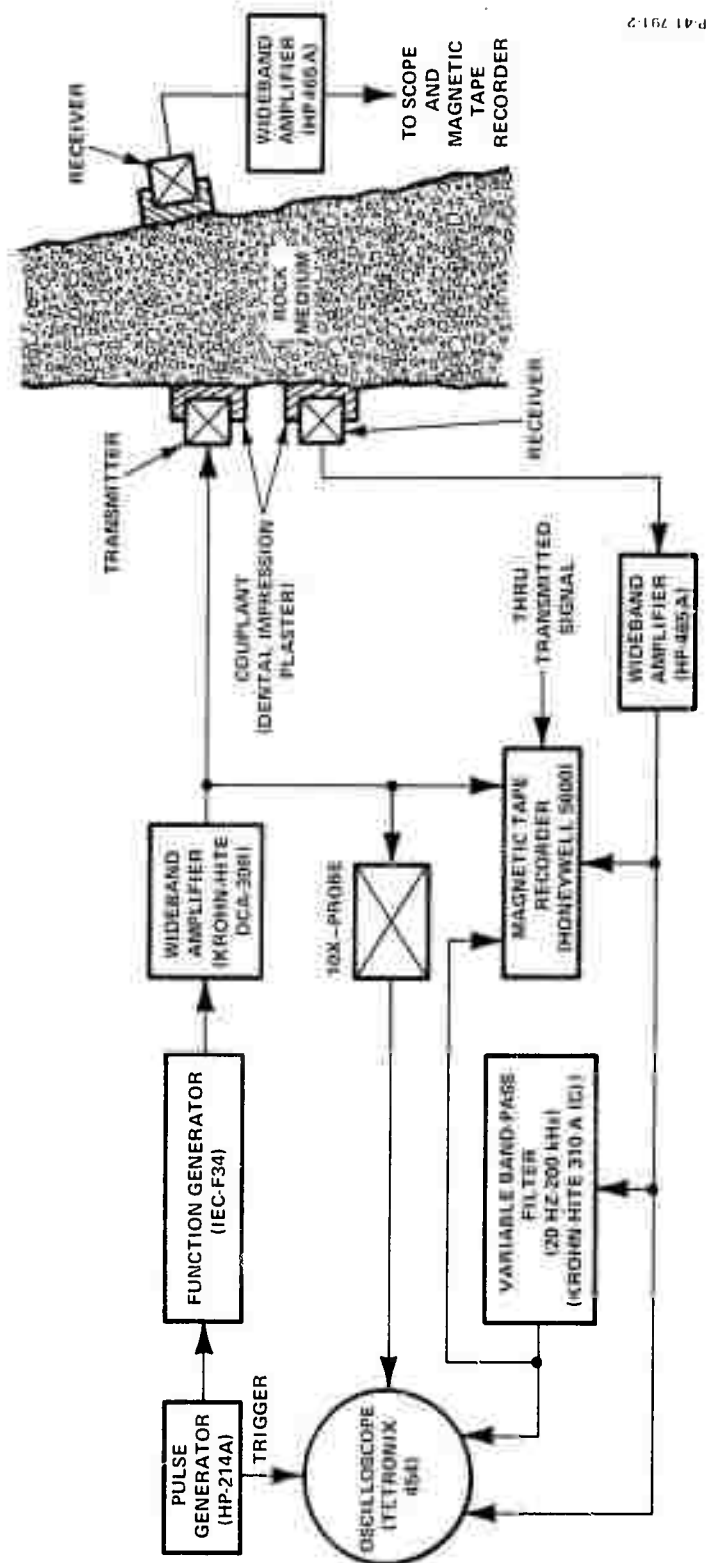 PULSE
GENERATOR
(HP-214A)
TRIGGER
FUNCTION GENERATOR
(IEC-F34)
WIDEBAND
AMPLIFIER
(KROHN-HITE
DCA-30R)
TRANSMITTER
RECEIVER
WIDEBAND
AMPLIFIER
(HP 465A)
TO SCOPE
AND
MAGNETIC
TAPE
RECORDER
ROCK
MEDIUM
COUPLANT
(DENTAL IMPRESSION
PLASTER)
RECEIVER
OSCILLOSCOPE
(TETRONIX
454)
10X-PROBE
VARIABLE BAND-PASS
FILTER
(20 HZ-200 kHz)
(KROHN-HITE 310-A (C))
MAGNETIC TAPE
RECORDER
(HONEYWELL 5600)
THRU
TRANSMITTED
SIGNAL
WIDEBAND
AMPLIFIER
(HP-465A)
P-41 791-2